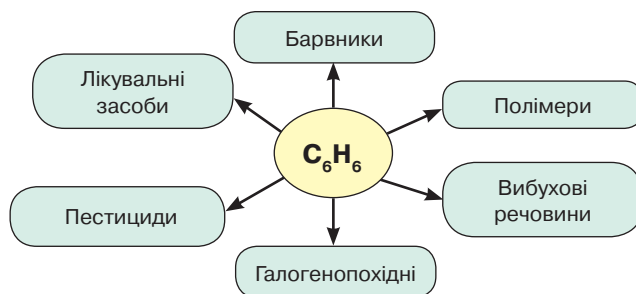 Барвники
Лікувальні
засоби
Полімери
C₆H₆
Пестициди
Вибухові
речовини
Галогенопохідні